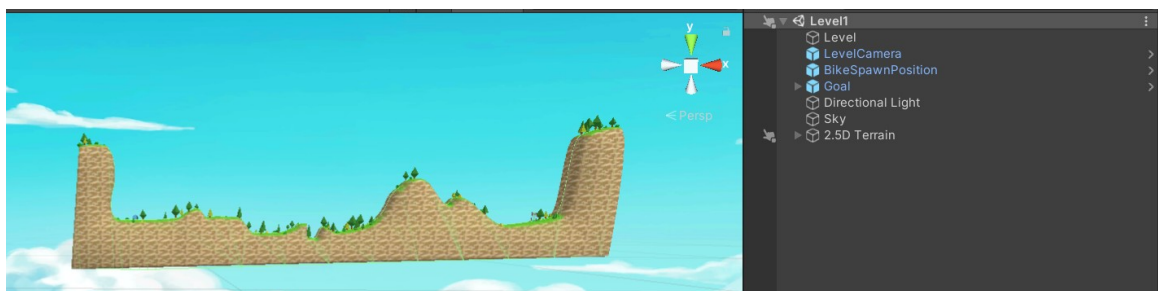 y
x
Persp
Level1
Level
LevelCamera
BikeSpawnPosition
Goal
Directional Light
Sky
2.5D Terrain